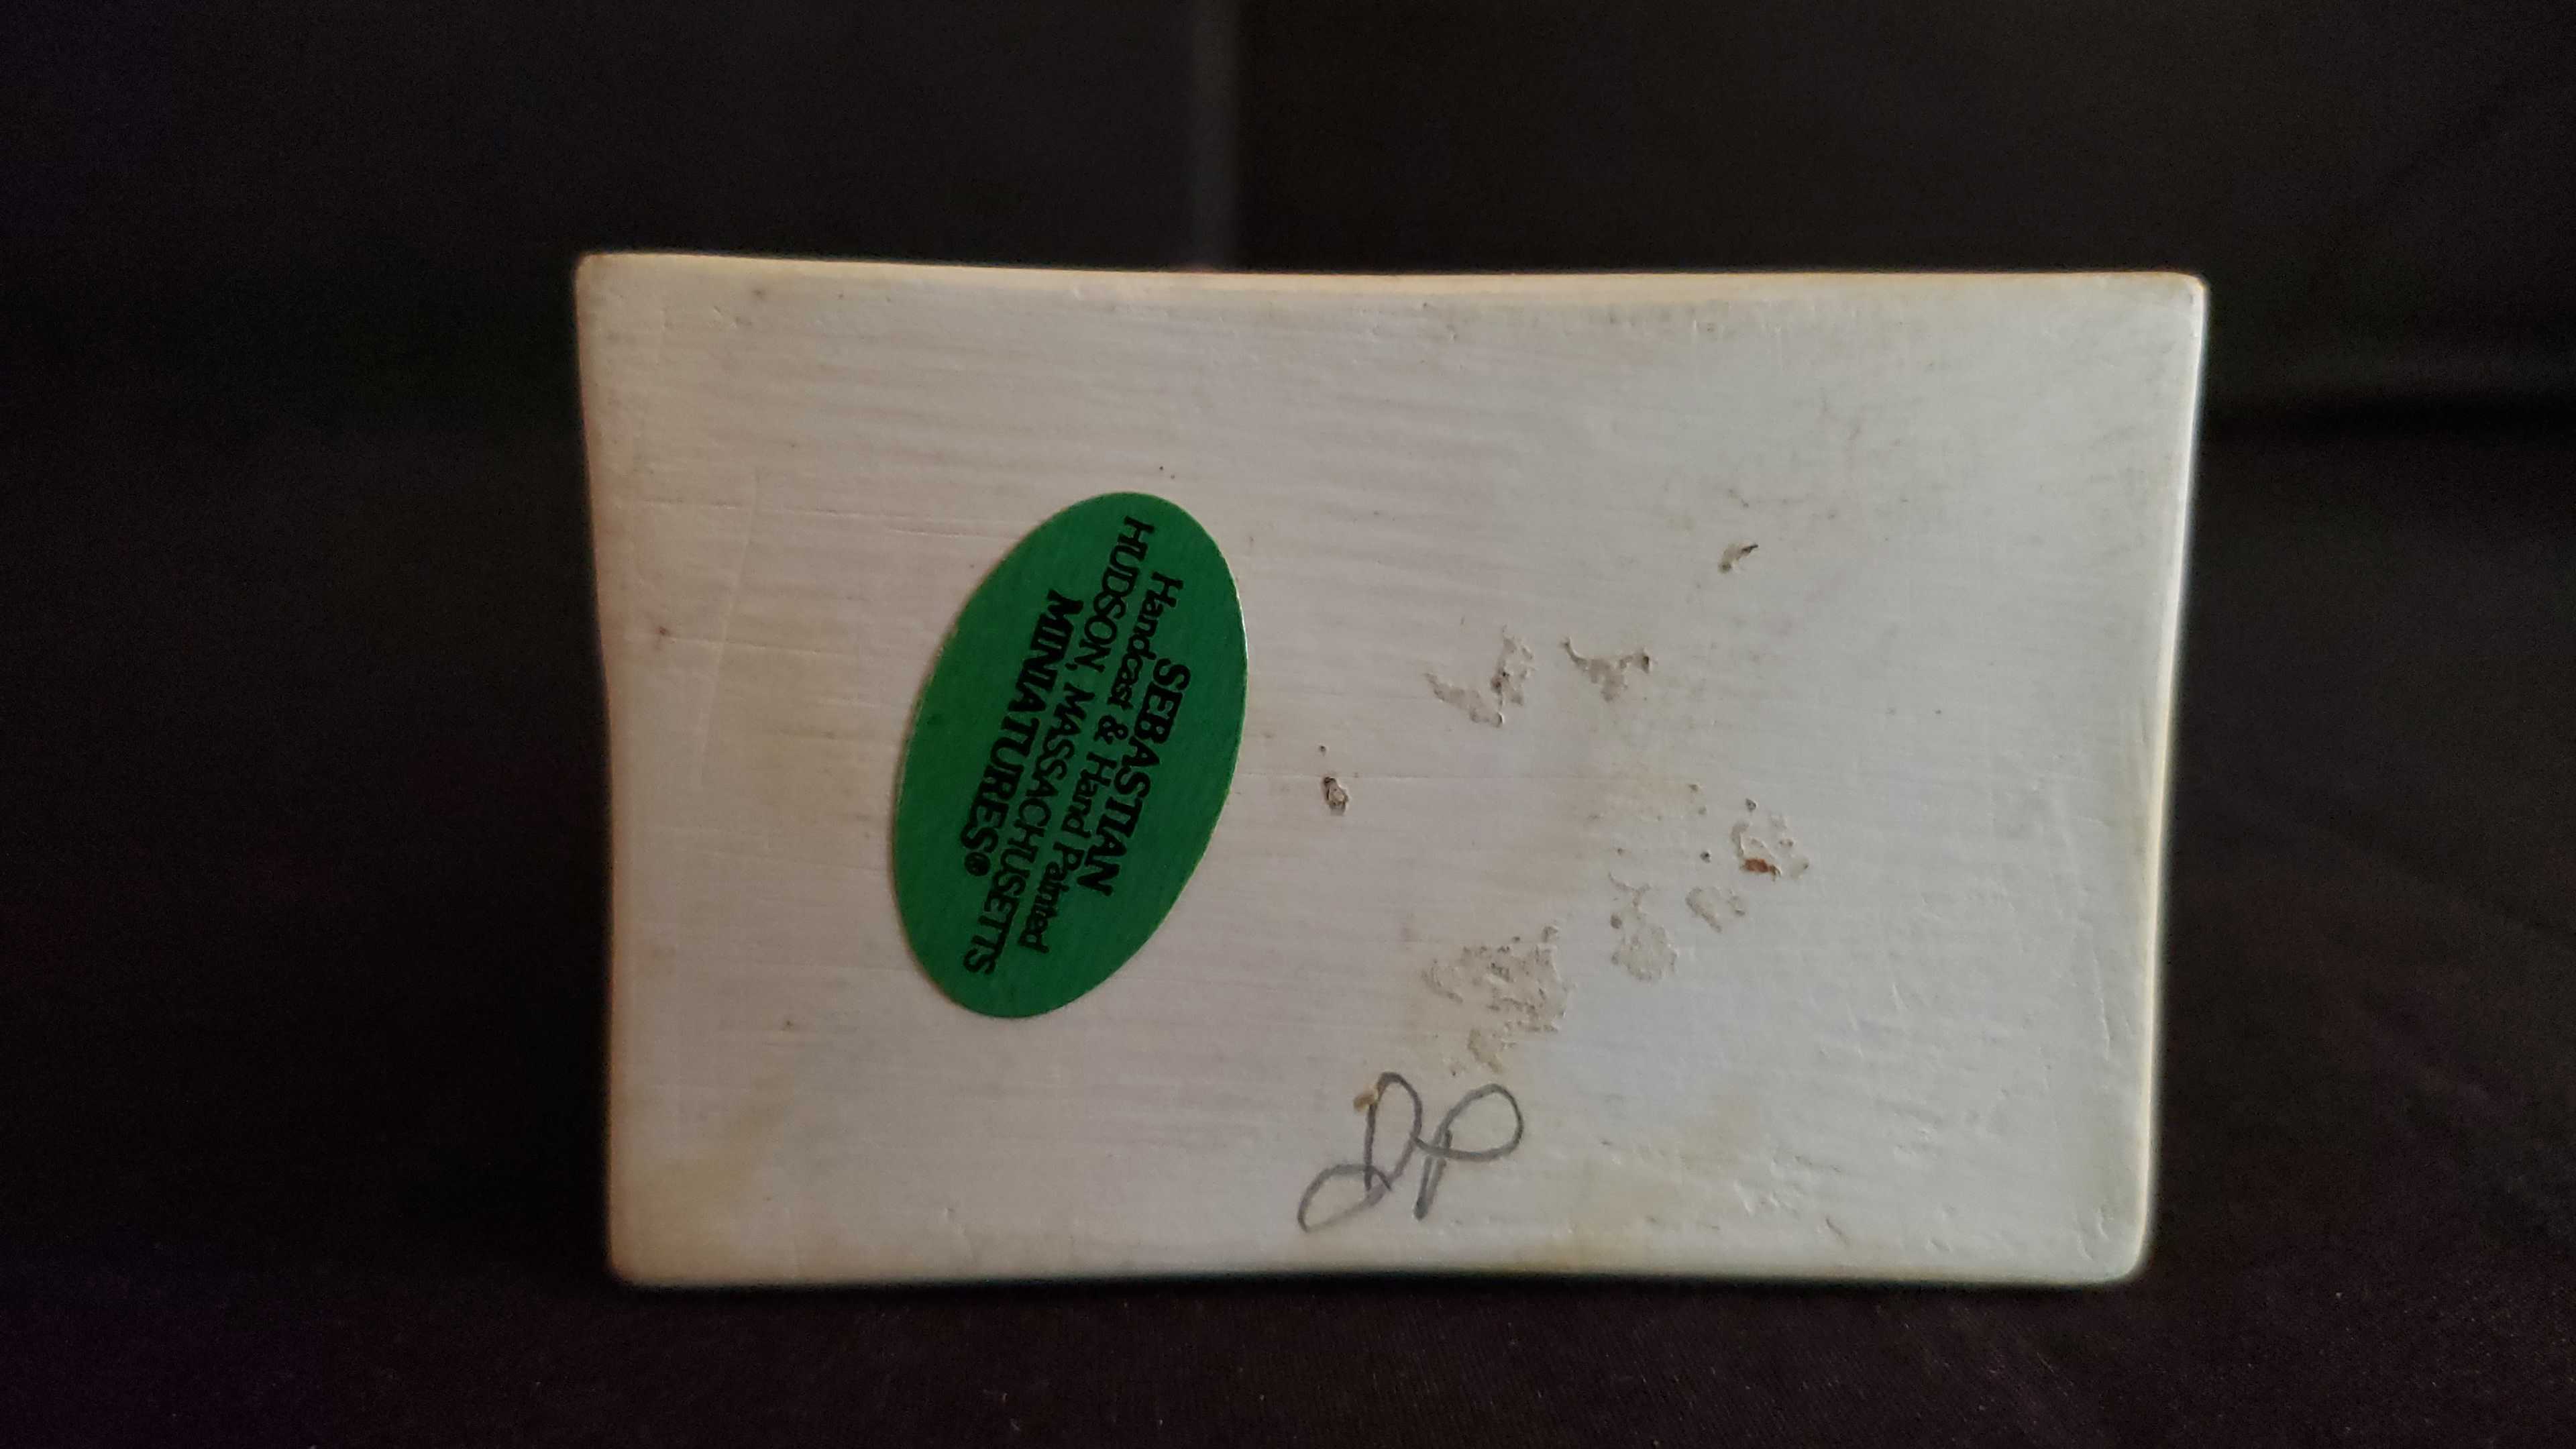 SEBASTIAN
Handcast & Hand Painted
HUDSON, MASSACHUSETTS
MINIATURES®